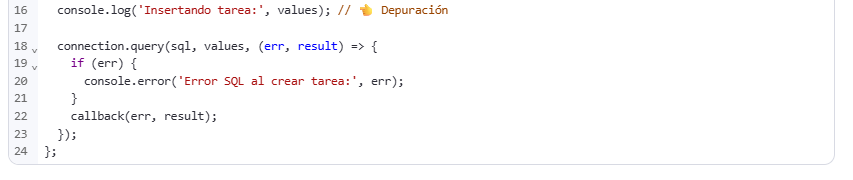 16 console.log('Insertando tarea:', values); // 👈 Depuración
17
18 connection.query(sql, values, (err, result) => {
19 if (err) {
20 console.error('Error SQL al crear tarea:', err);
21 }
22 callback(err, result);
23 });
24 };